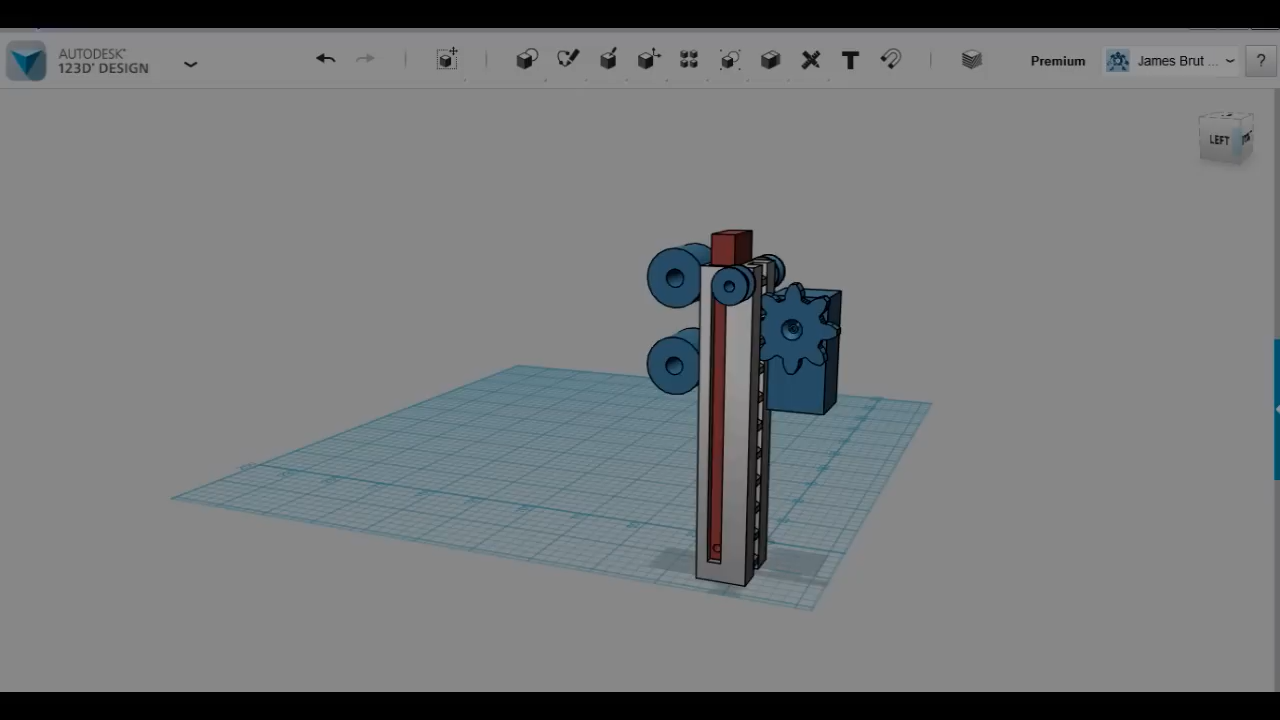 AUTODESK®
123D® DESIGN
Premium
James Brut ...
?
LEFT